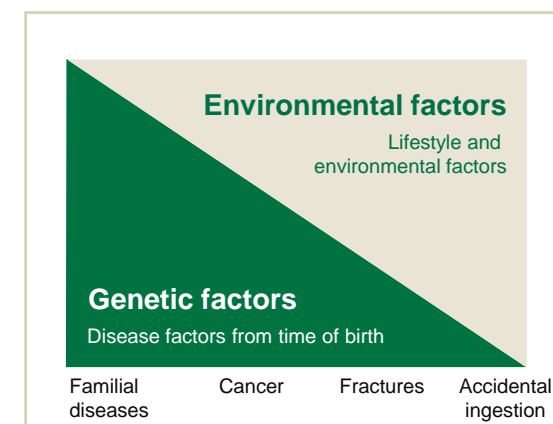 Environmental factors
Lifestyle and
environmental factors
Genetic factors
Disease factors from time of birth
Familial
diseases
Cancer
Fractures
Accidental
ingestion